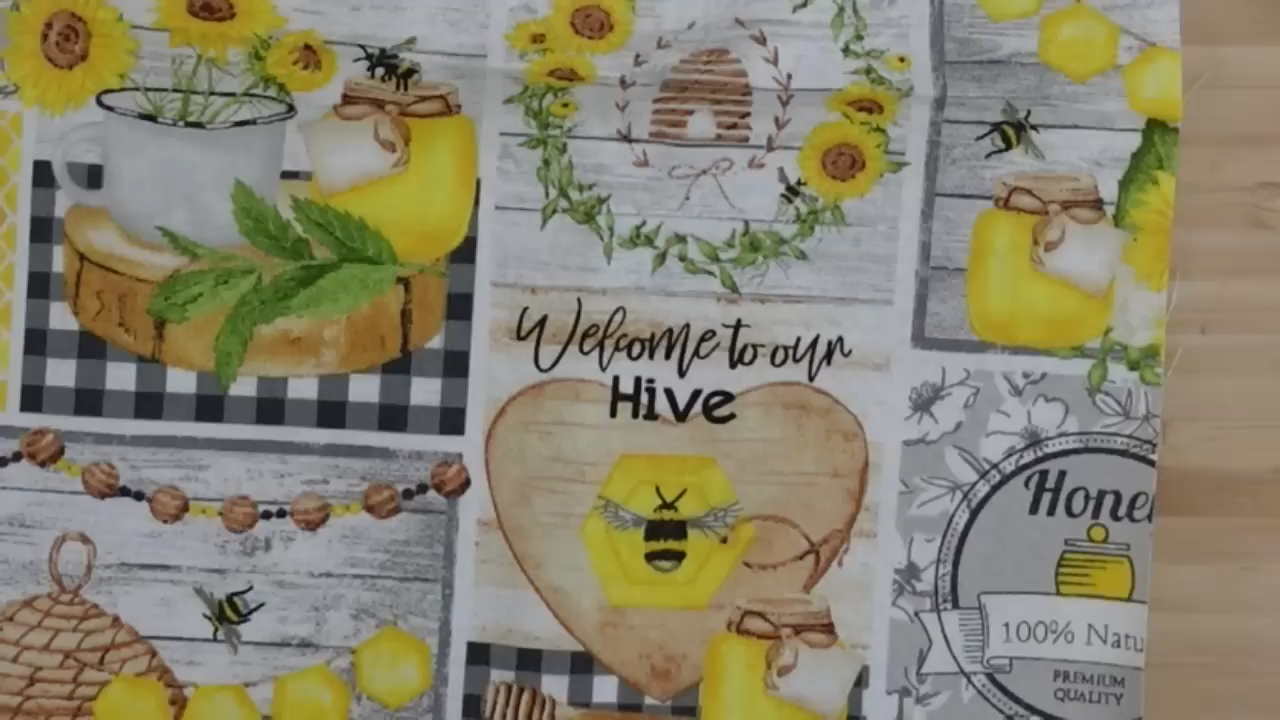 Welcome to our
Hive
Hone
100% Natu
PREMIUM
QUALITY